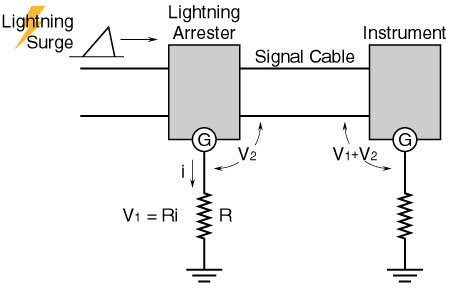 Lightning
Surge
Lightning
Arrester
Signal Cable
Instrument
G
G
V2
V1+V2
i
V1 = Ri
R